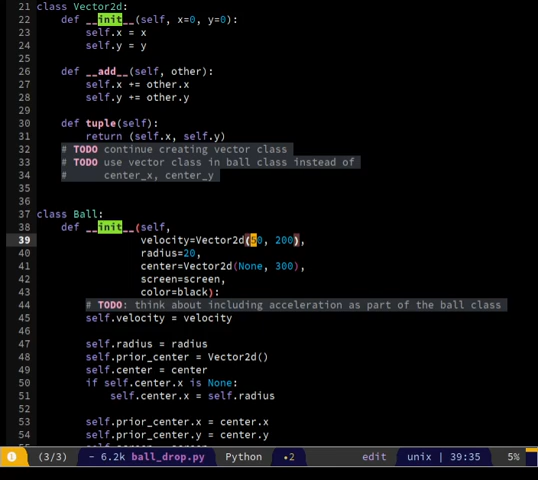 21 class Vector2d:
22     def __init__(self, x=0, y=0):
23         self.x = x
24         self.y = y
25
26     def __add__(self, other):
27         self.x += other.x
28         self.y += other.y
29
30     def tuple(self):
31         return (self.x, self.y)
32     # TODO continue creating vector class
33     # TODO use vector class in ball class instead of
34     #      center_x, center_y
35
36
37 class Ball:
38     def __init__(self,
39                  velocity=Vector2d(50, 200),
40                  radius=20,
41                  center=Vector2d(None, 300),
42                  screen=screen,
43                  color=black):
44         # TODO: think about including acceleration as part of the ball class
45         self.velocity = velocity
46
47         self.radius = radius
48         self.prior_center = Vector2d()
49         self.center = center
50         if self.center.x is None:
51             self.center.x = self.radius
52
53         self.prior_center.x = center.x
54         self.prior_center.y = center.y
(3/3) - 6.2k ball_drop.py Python •2 edit unix | 39:35 5%